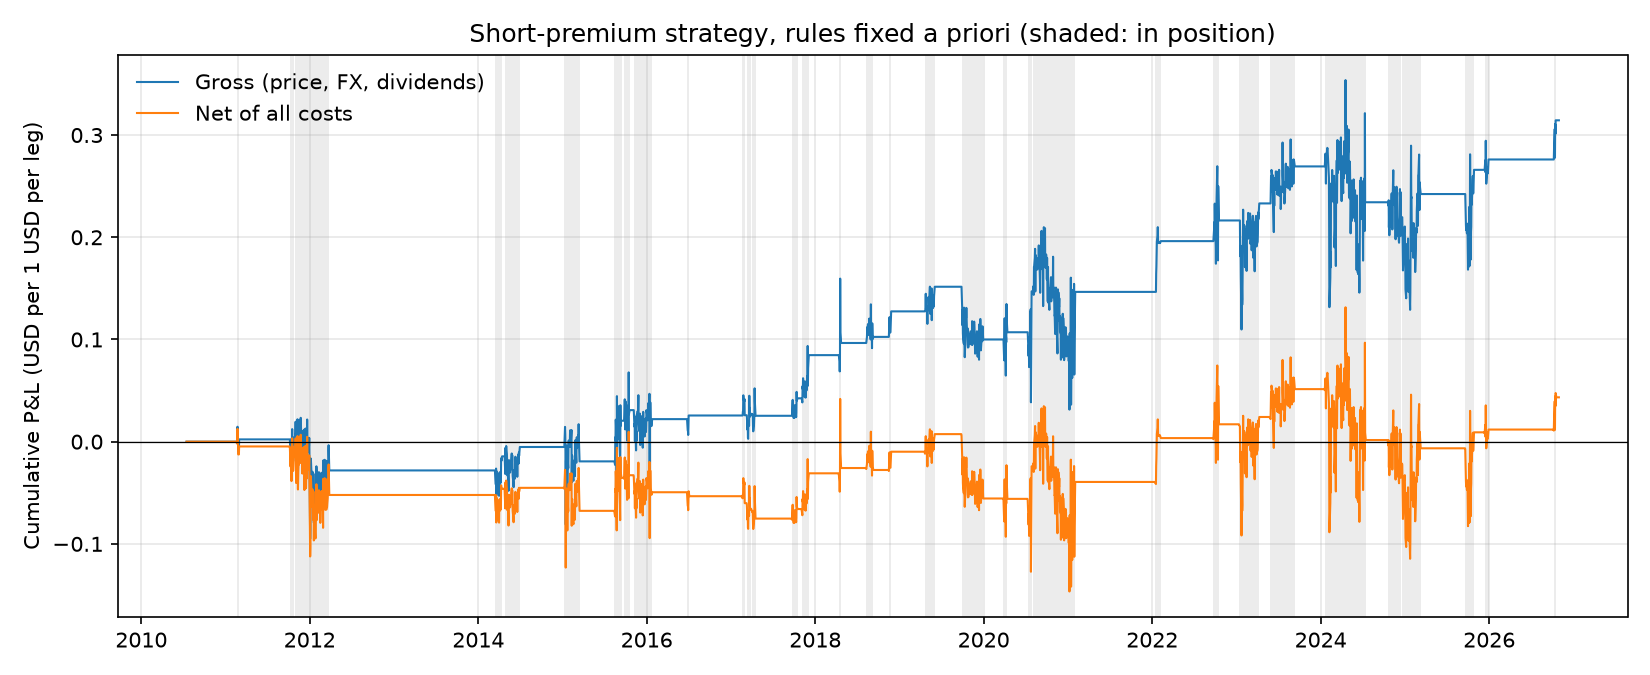 Short-premium strategy, rules fixed a priori (shaded: in position)
Gross (price, FX, dividends)
Net of all costs
Cumulative P&L (USD per 1 USD per leg)
0.3
0.2
0.1
0.0
−0.1
2010 2012 2014 2016 2018 2020 2022 2024 2026